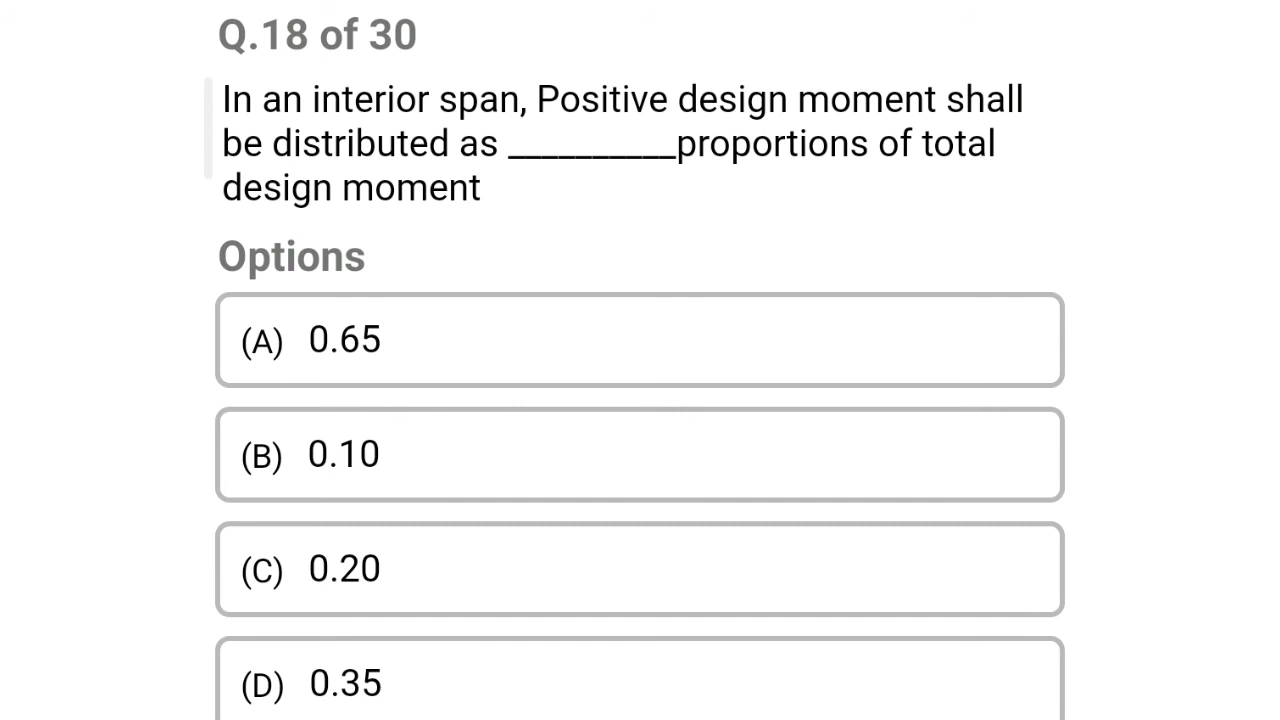 Q.18 of 30
In an interior span, Positive design moment shall
be distributed as __________proportions of total
design moment
Options
(A) 0.65
(B) 0.10
(C) 0.20
(D) 0.35